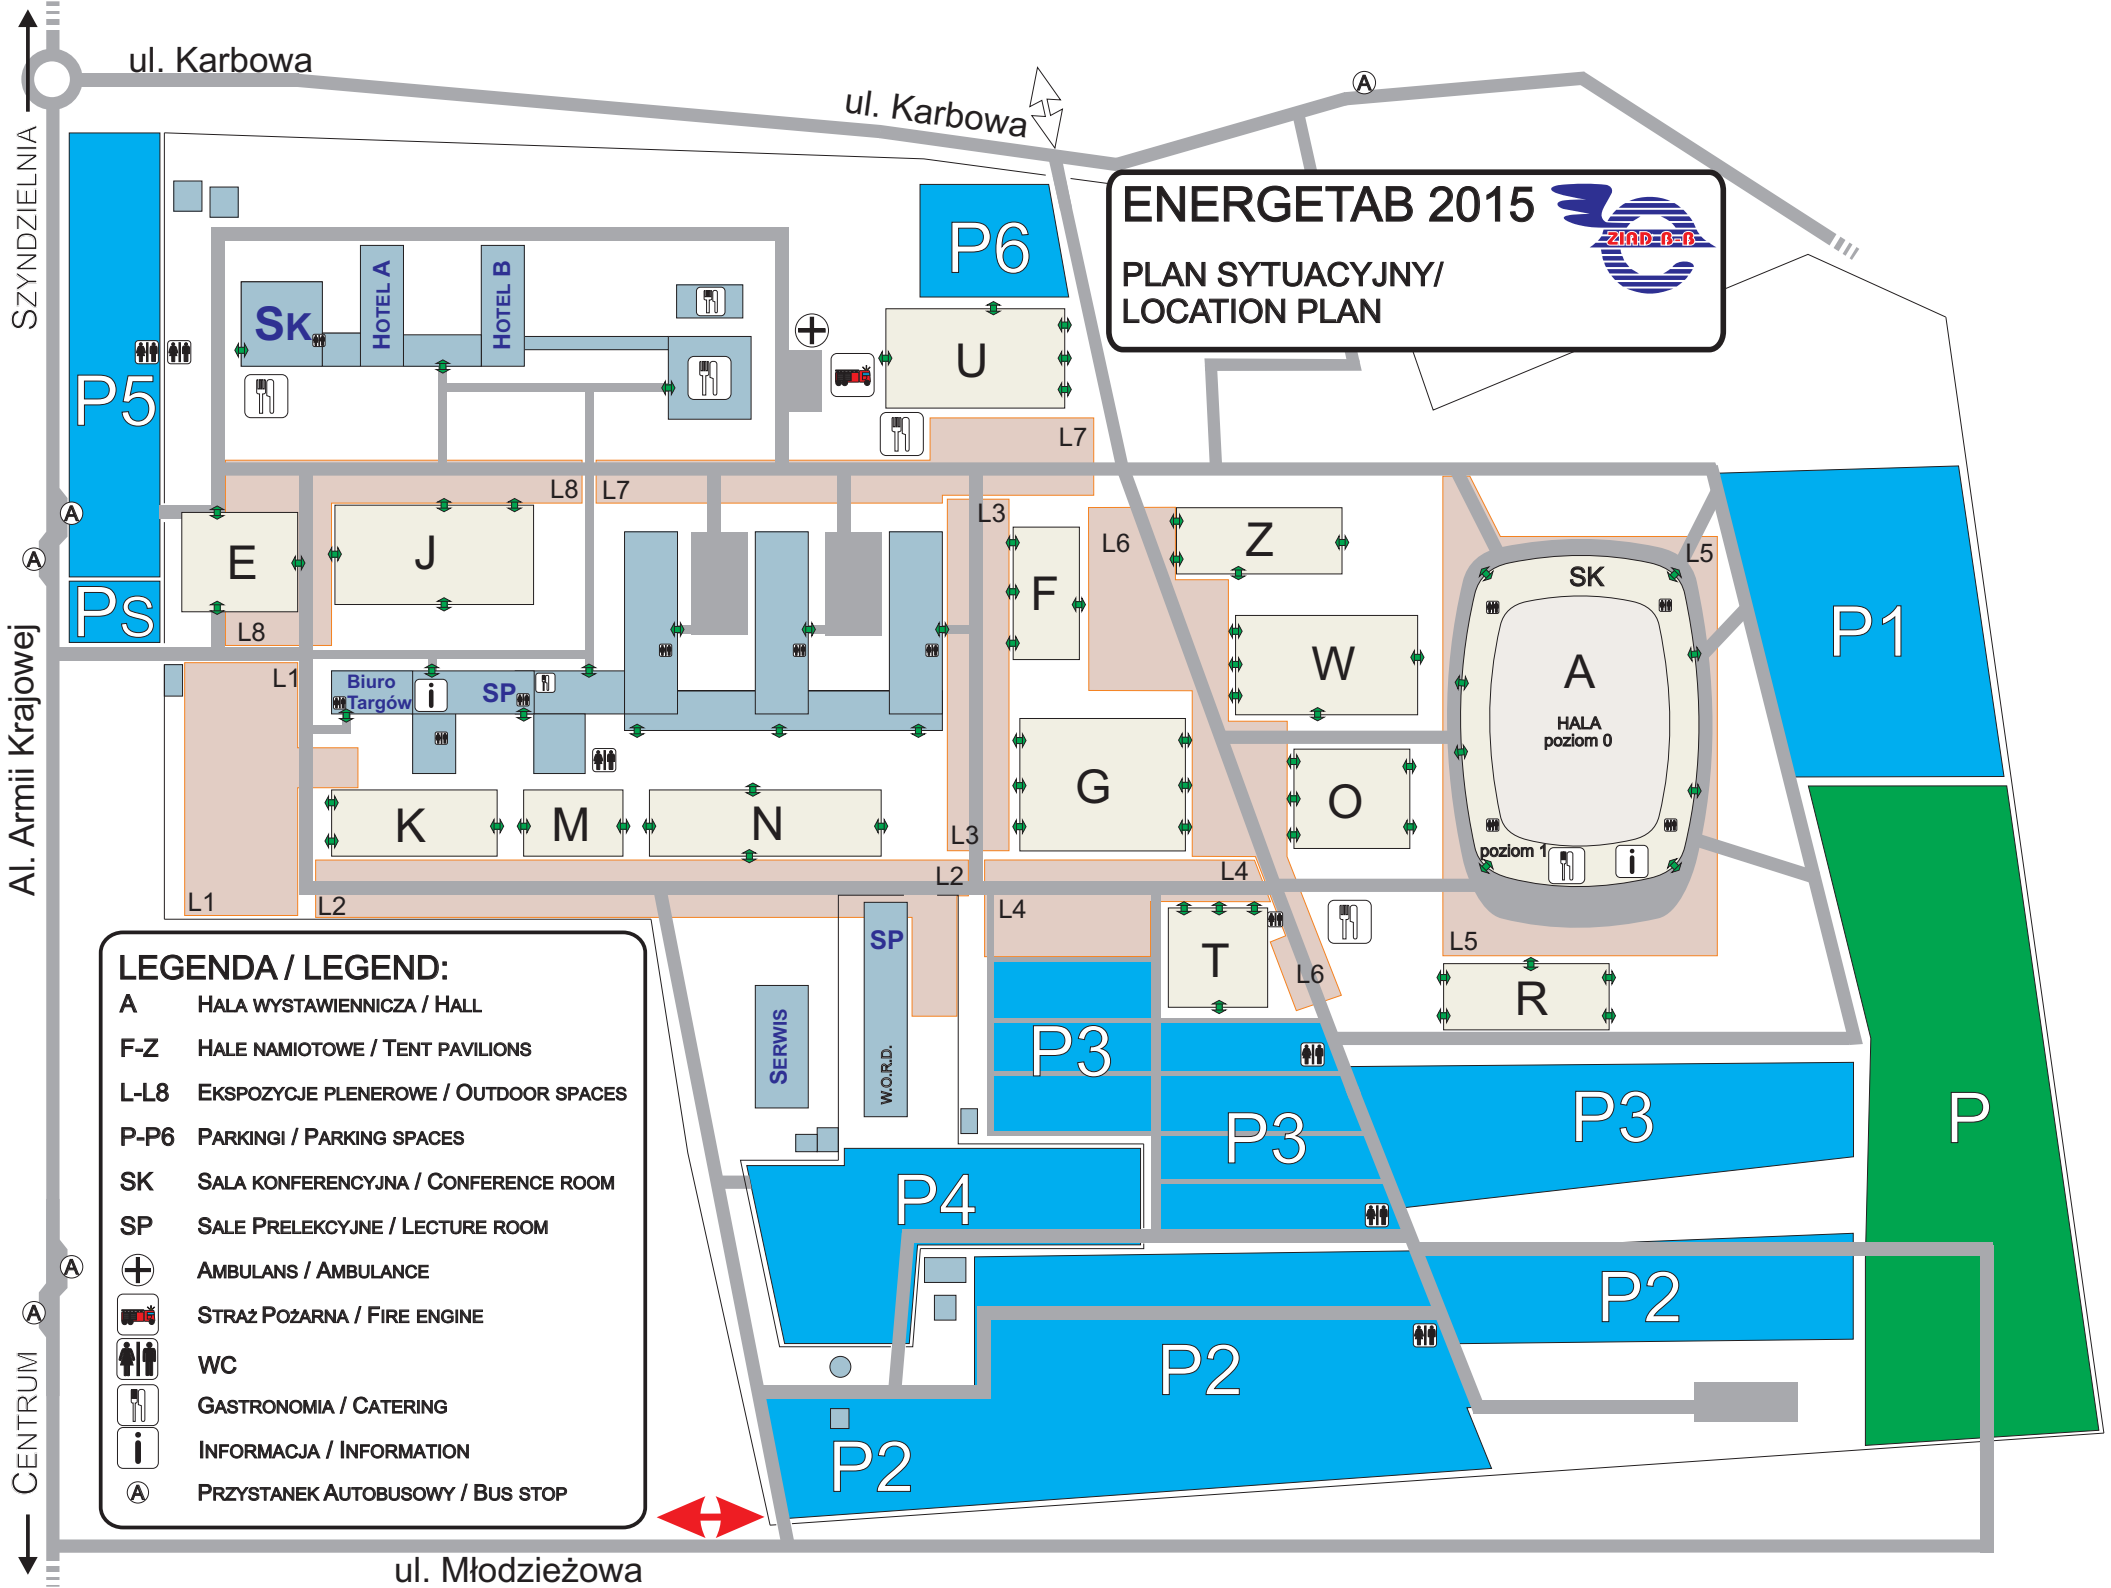 ul. Karbowa
ul. Karbowa
A
SZYNDZIELNIA
ENERGETAB 2015
ZIAD B-B
PLAN SYTUACYJNY/
LOCATION PLAN
P6
P5
SK
HOTEL A
HOTEL B
U
L7
L8
L7
A
A
E
J
L3
F
L6
Z
L5
SK
PS
L8
P1
W
A
HALA
poziom 0
L1
Biuro
Targów
i
SP
Al. Armii Krajowej
G
O
K
M
N
L3
poziom 1
i
L2
L4
L1
L2
L4
SP
T
L5
L6
R
LEGENDA / LEGEND:
A HALA WYSTAWIENNICZA / HALL
F-Z HALE NAMIOTOWE / TENT PAVILIONS
L-L8 EKSPOZYCJE PLENEROWE / OUTDOOR SPACES
P-P6 PARKINGI / PARKING SPACES
SK SALA KONFERENCYJNA / CONFERENCE ROOM
SP SALE PRELEKCYJNE / LECTURE ROOM
AMBULANS / AMBULANCE
STRAŻ POŻARNA / FIRE ENGINE
WC
GASTRONOMIA / CATERING
i INFORMACJA / INFORMATION
A PRZYSTANEK AUTOBUSOWY / BUS STOP
SERWIS
W.O.R.D.
P3
P3
P3
P
P4
A
A
P2
P2
P2
CENTRUM
ul. Młodzieżowa